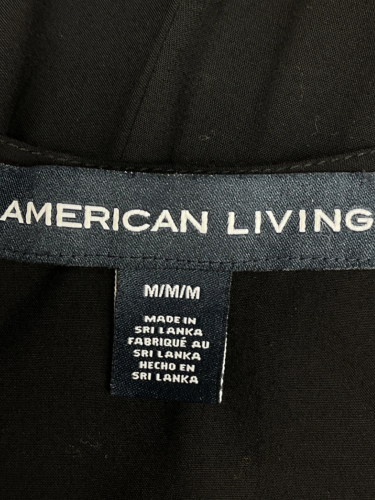 AMERICAN LIVING
M/M/M
MADE IN
SRI LANKA
FABRIQUÉ AU
SRI LANKA
HECHO EN
SRI LANKA